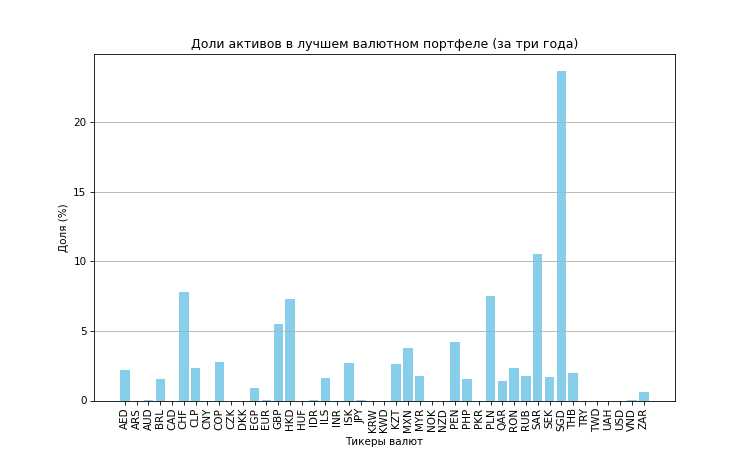 Доли активов в лучшем валютном портфеле (за три года)
Доля (%)
20
15
10
5
0
AED ARS AUD BRL CAD CHF CLP CNY COP CZK DKK EGP EUR GBP HKD HUF IDR ILS INR ISK JPY KRW KWD KZT MXN MYR NOK NZD PEN PHP PKR PLN QAR RON RUB SAR SEK SGD THB TRY TWD UAH USD VND ZAR
Тикеры валют